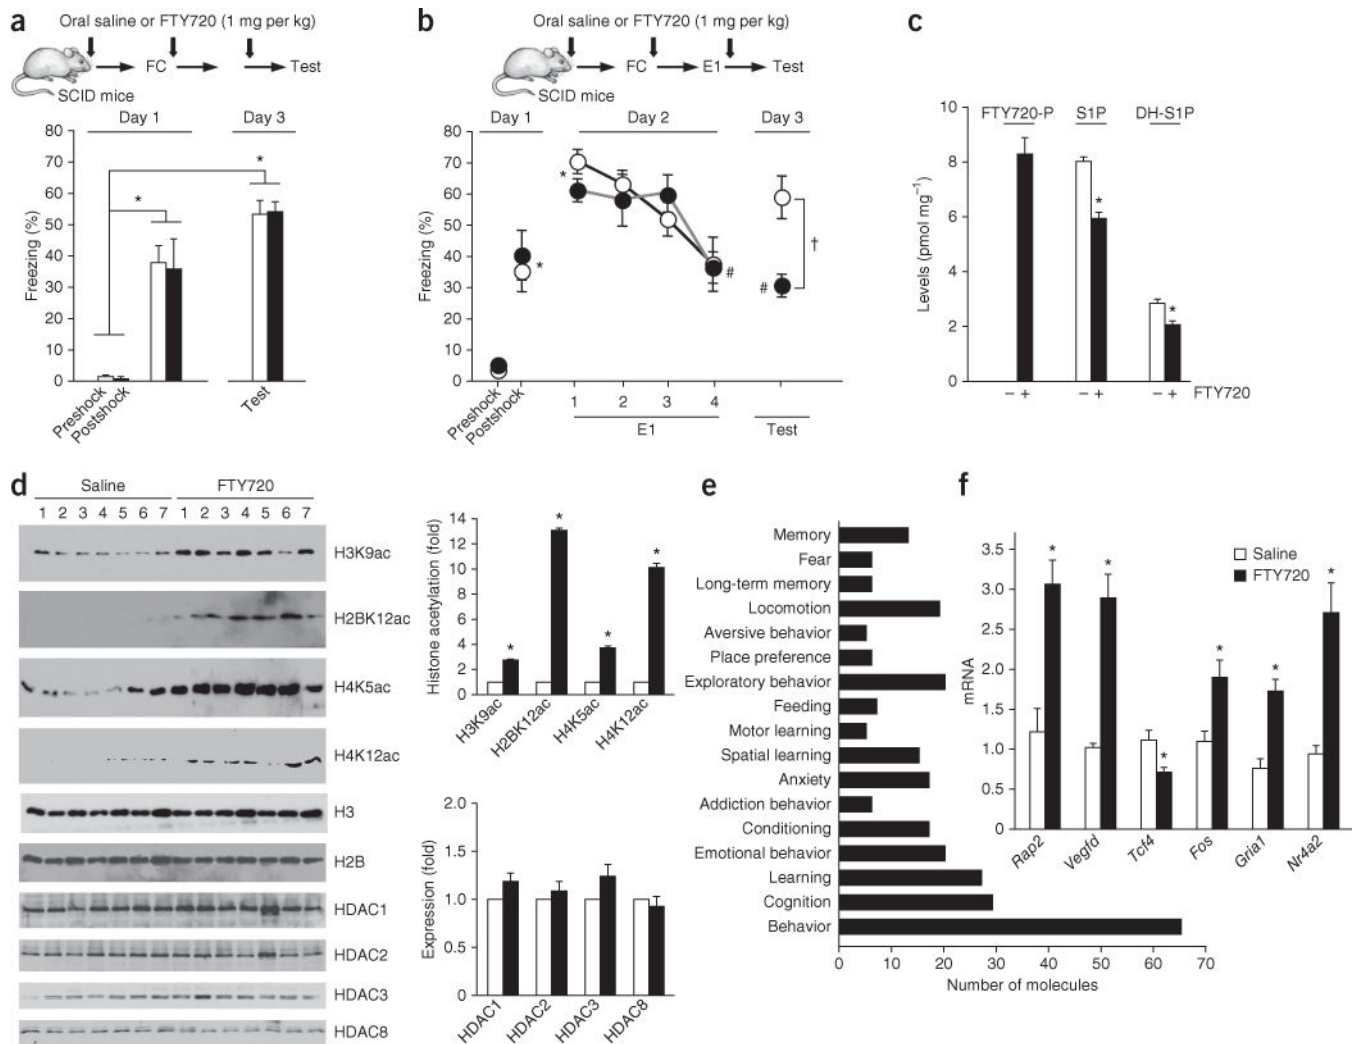 a
Oral saline or FTY720 (1 mg per kg)
FC
Test
SCID mice
Day 1
Day 3
80
70
60
50
40
30
20
10
0
Freezing (%)
*
*
Preshock
Postshock
Test
b
Oral saline or FTY720 (1 mg per kg)
FC
E1
Test
SCID mice
Day 1
Day 2
Day 3
80
70
60
50
40
30
20
10
0
Freezing (%)
*
*
#
#
†
Preshock
Postshock
1 2 3 4
E1
Test
c
10
8
6
4
2
0
Levels (pmol mg⁻¹)
FTY720-P S1P DH-S1P
*
*
– + – + – + FTY720
d
Saline FTY720
1 2 3 4 5 6 7 1 2 3 4 5 6 7
H3K9ac
H2BK12ac
H4K5ac
H4K12ac
H3
H2B
HDAC1
HDAC2
HDAC3
HDAC8
14
12
10
8
6
4
2
0
Histone acetylation (fold)
* * * *
H3K9ac
H2BK12ac
H4K5ac
H4K12ac
2.0
1.5
1.0
0.5
0
Expression (fold)
HDAC1
HDAC2
HDAC3
HDAC8
e
Memory
Fear
Long-term memory
Locomotion
Aversive behavior
Place preference
Exploratory behavior
Feeding
Motor learning
Spatial learning
Anxiety
Addiction behavior
Conditioning
Emotional behavior
Learning
Cognition
Behavior
0 10 20 30 40 50 60 70
Number of molecules
f
3.5
3.0
2.5
2.0
1.5
1.0
0.5
0
mRNA
Saline
FTY720
* * * * * *
Rap2
Vegfd
Tcf4
Fos
Gria1
Nr4a2